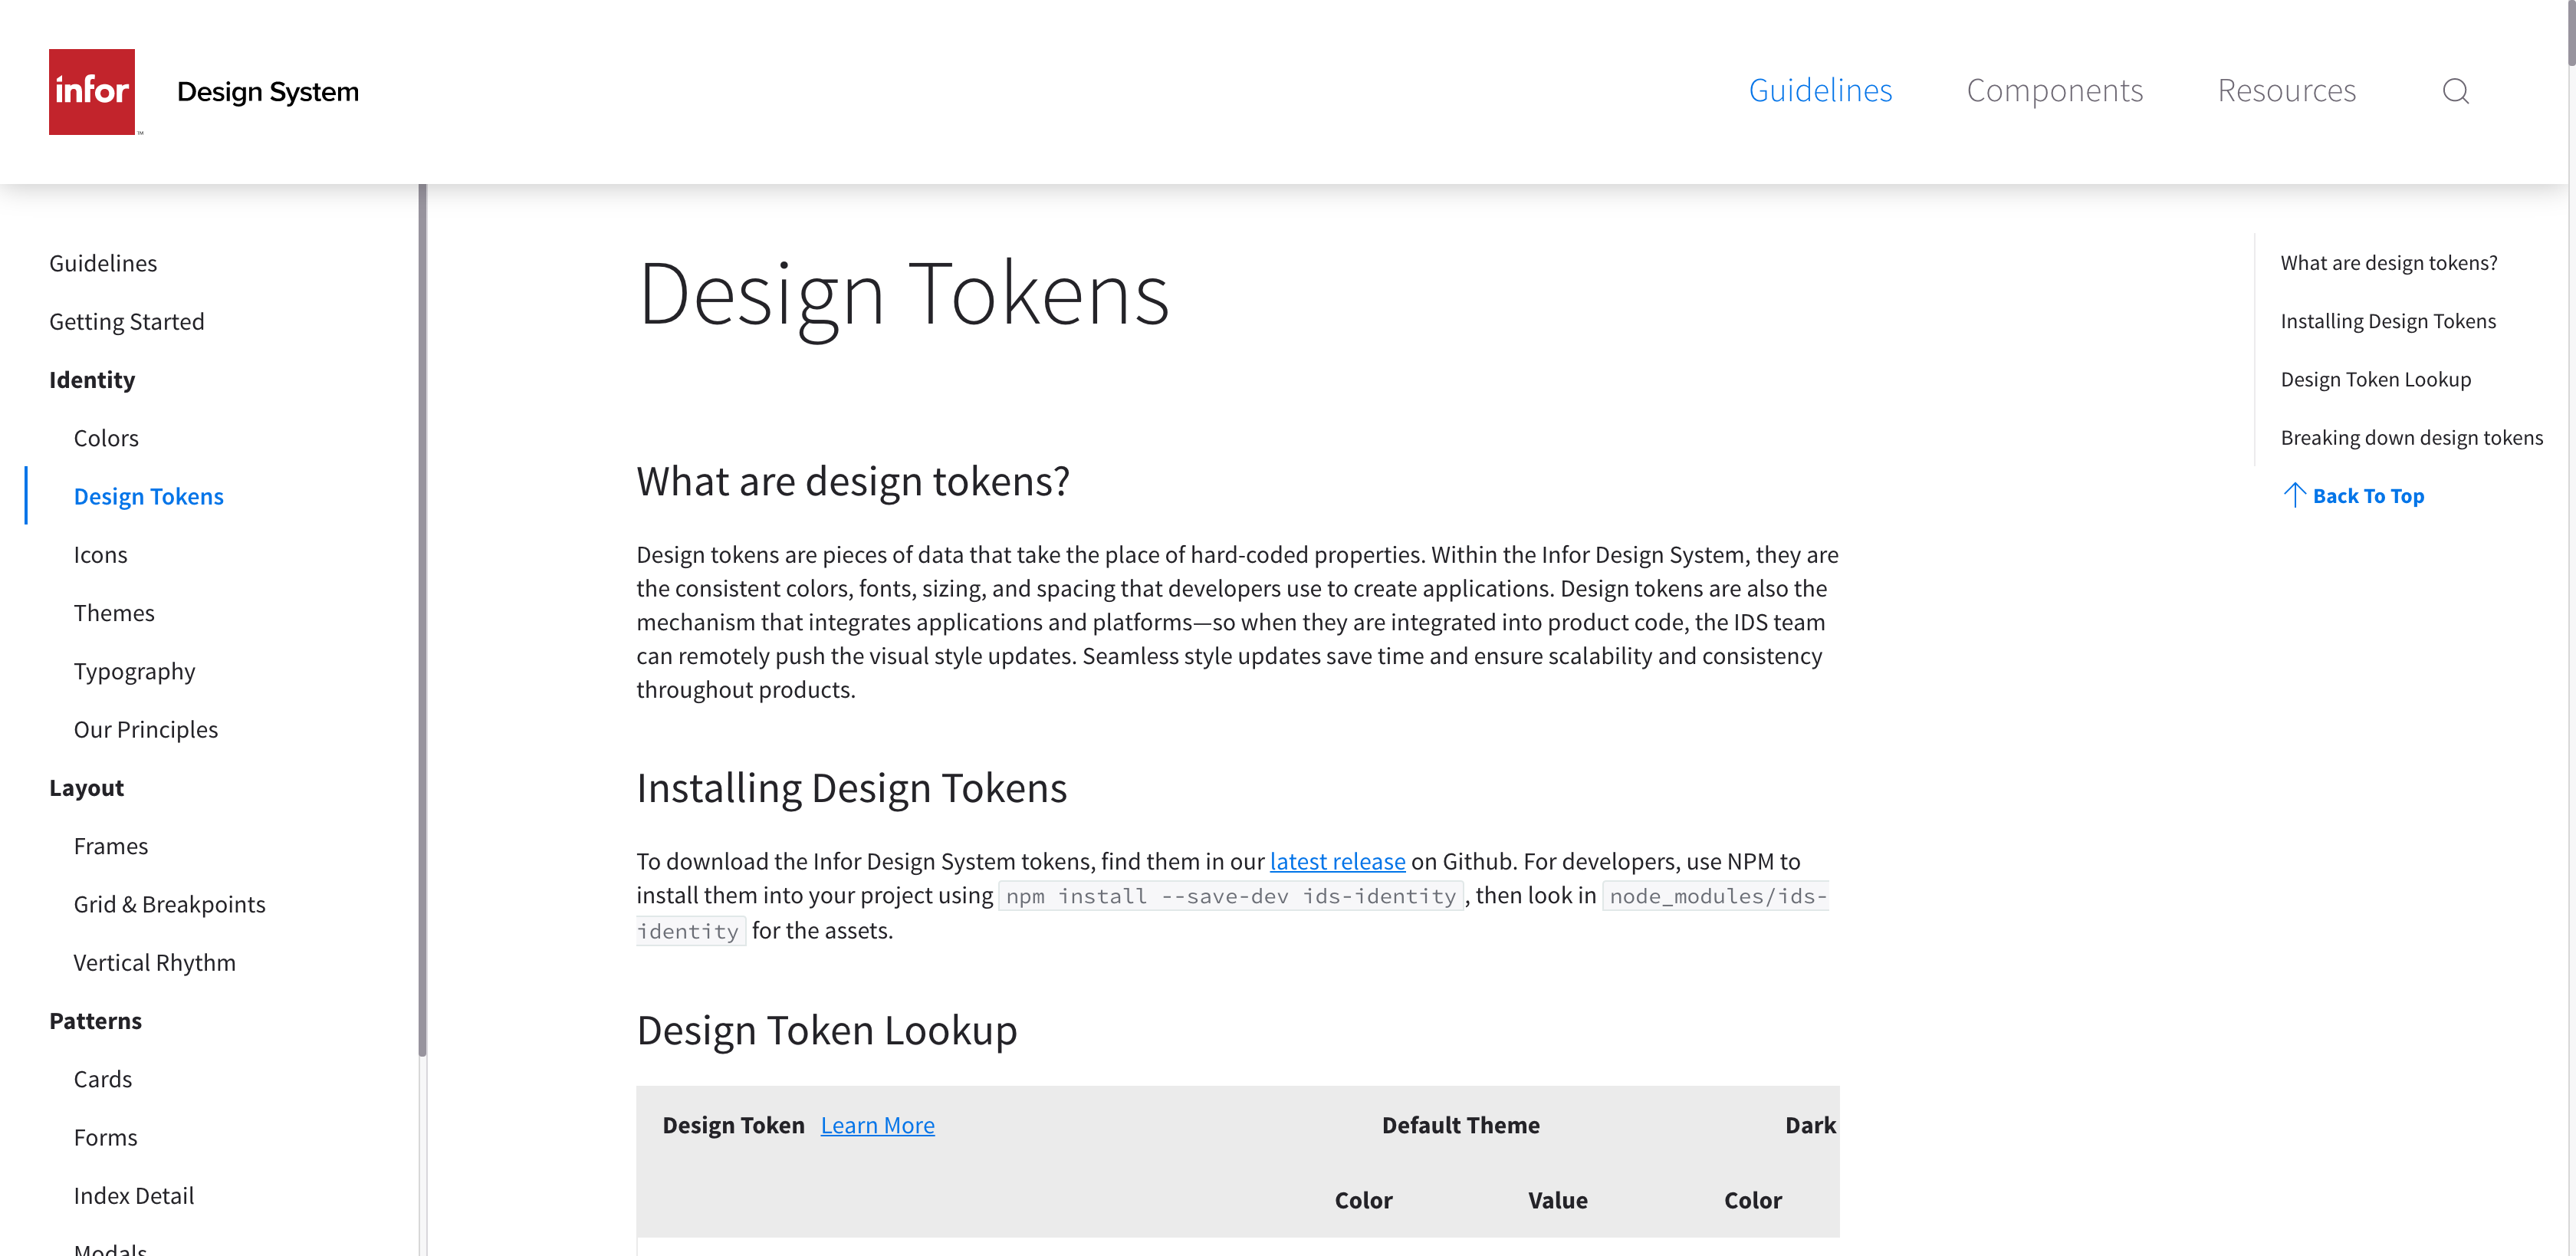 infor
™
Design System
Guidelines
Components
Resources
Guidelines
Getting Started
Identity
Colors
Design Tokens
Icons
Themes
Typography
Our Principles
Layout
Frames
Grid & Breakpoints
Vertical Rhythm
Patterns
Cards
Forms
Index Detail
Modals
Design Tokens
What are design tokens?
Design tokens are pieces of data that take the place of hard-coded properties. Within the Infor Design System, they are
the consistent colors, fonts, sizing, and spacing that developers use to create applications. Design tokens are also the
mechanism that integrates applications and platforms—so when they are integrated into product code, the IDS team
can remotely push the visual style updates. Seamless style updates save time and ensure scalability and consistency
throughout products.
Installing Design Tokens
To download the Infor Design System tokens, find them in our latest release on Github. For developers, use NPM to
install them into your project using npm install --save-dev ids-identity, then look in node_modules/ids-
identity for the assets.
Design Token Lookup
Design Token Learn More Default Theme Dark
Color Value Color
What are design tokens?
Installing Design Tokens
Design Token Lookup
Breaking down design tokens
Back To Top